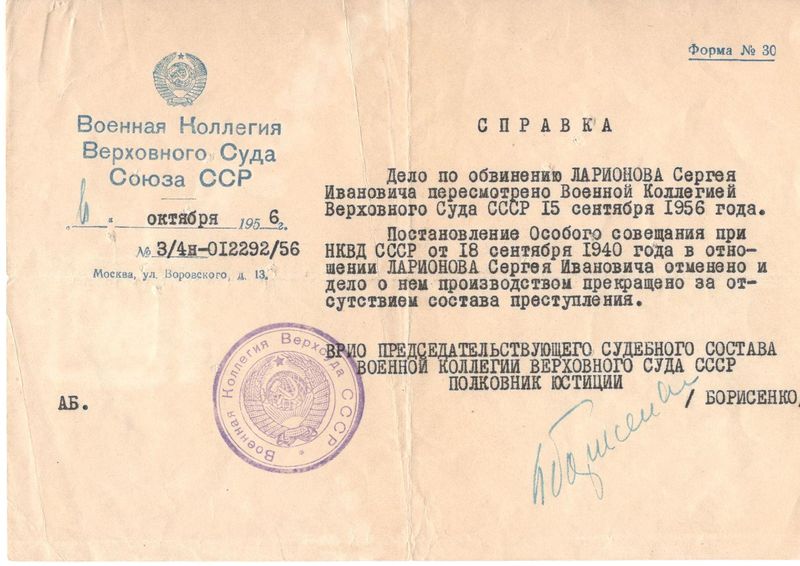 Форма № 30
Военная Коллегия
Верховного Суда
Союза ССР
„6“ октября 1956г.
№ 3/4н-012292/56
Москва, ул. Воровского, д. 13.
СПРАВКА
Дело по обвинению ЛАРИОНОВА Сергея
Ивановича пересмотрено Военной Коллегией
Верховного Суда СССР 15 сентября 1956 года.
Постановление Особого совещания при
НКВД СССР от 18 сентября 1940 года в отно-
шении ЛАРИОНОВА Сергея Ивановича отменено и
дело о нем производством прекращено за от-
сутствием состава преступления.
ВРИО ПРЕДСЕДАТЕЛЬСТВУЮЩЕГО СУДЕБНОГО СОСТАВА
ВОЕННОЙ КОЛЛЕГИИ ВЕРХОВНОГО СУДА СССР
ПОЛКОВНИК ЮСТИЦИИ
/ БОРИСЕНКО/
АБ.
Военная Коллегия Верхсуда СССР